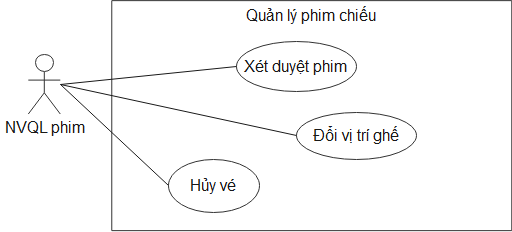 Quản lý phim chiếu
Xét duyệt phim
NVQL phim
Đổi vị trí ghế
Hủy vé